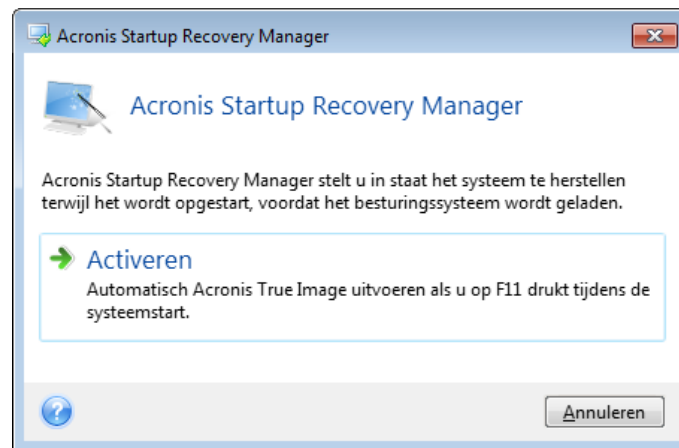 Acronis Startup Recovery Manager
Acronis Startup Recovery Manager
Acronis Startup Recovery Manager stelt u in staat het systeem te herstellen
terwijl het wordt opgestart, voordat het besturingssysteem wordt geladen.
Activeren
Automatisch Acronis True Image uitvoeren als u op F11 drukt tijdens de
systeemstart.
?
Annuleren